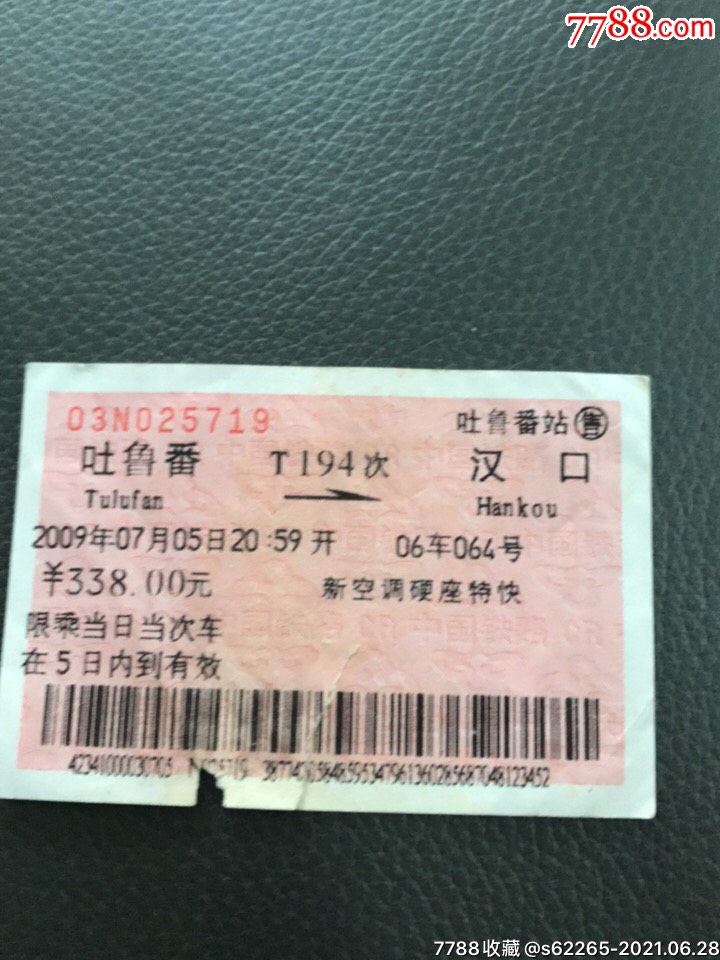 7788.com
03N025719 吐鲁番站 售
吐鲁番 T194次 汉口
Tulufan Hankou
2009年07月05日20:59开 06车064号
¥338.00元 新空调硬座特快
限乘当日当次车
在5日内到有效
42341000030705
7788收藏 @s62265-2021.06.28